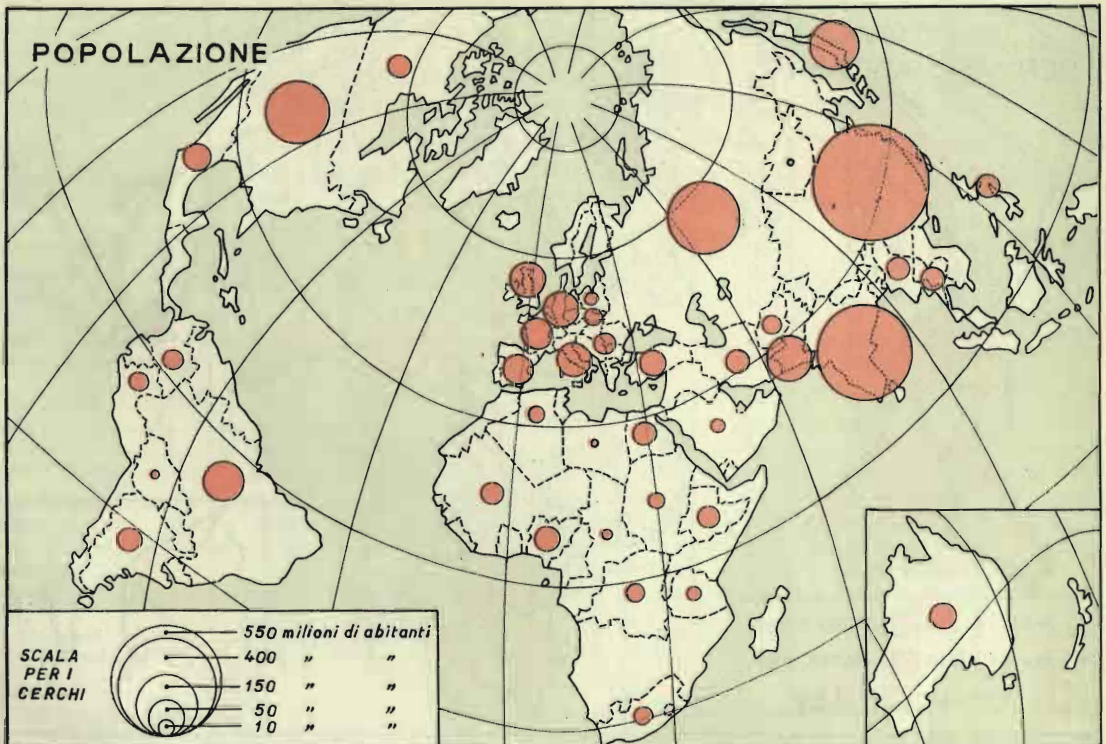 POPOLAZIONE
SCALA
PER I
CERCHI
550 milioni di abitanti
400 " "
150 " "
50 " "
10 " "